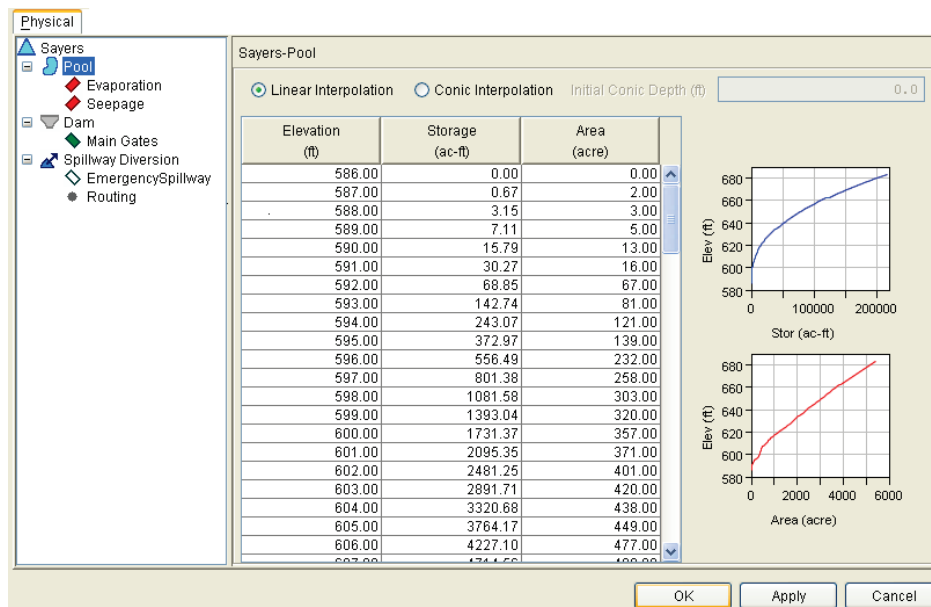 Physical
Sayers
Pool
Evaporation
Seepage
Dam
Main Gates
Spillway Diversion
EmergencySpillway
Routing
Sayers-Pool
Linear Interpolation Conic Interpolation Initial Conic Depth (ft) 0.0
Elevation Storage Area
(ft) (ac-ft) (acre)
586.00 0.00 0.00
587.00 0.67 2.00
588.00 3.15 3.00
589.00 7.11 5.00
590.00 15.79 13.00
591.00 30.27 16.00
592.00 68.85 67.00
593.00 142.74 81.00
594.00 243.07 121.00
595.00 372.97 139.00
596.00 556.49 232.00
597.00 801.38 258.00
598.00 1081.58 303.00
599.00 1393.04 320.00
600.00 1731.37 357.00
601.00 2095.35 371.00
602.00 2481.25 401.00
603.00 2891.71 420.00
604.00 3320.68 438.00
605.00 3764.17 449.00
606.00 4227.10 477.00
680
660
640
620
600
580
Elev (ft)
0 100000 200000
Stor (ac-ft)
680
660
640
620
600
580
Elev (ft)
0 2000 4000 6000
Area (acre)
OK Apply Cancel